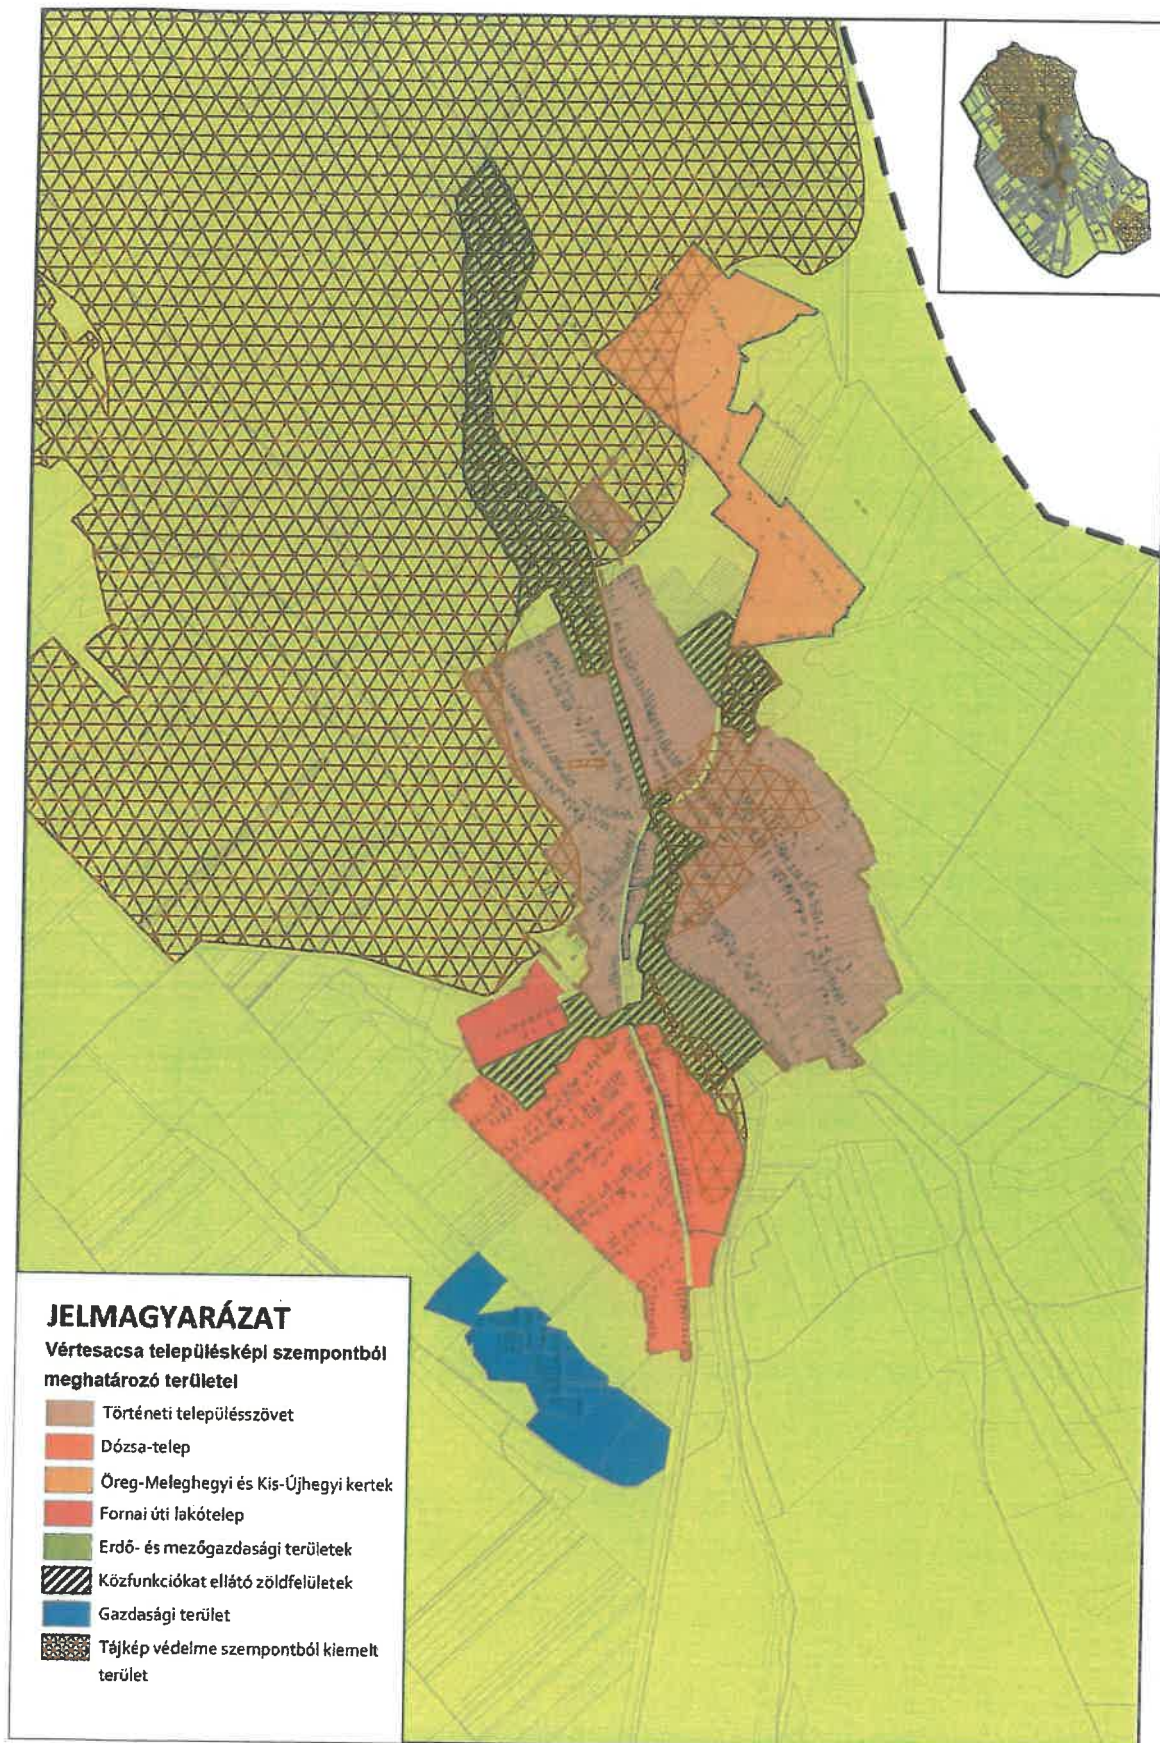 JELMAGYARÁZAT
Vértesacsa településképi szempontból
meghatározó területei
Történeti településszövet
Dózsa-telep
Öreg-Meleghegyi és Kis-Újhegyi kertek
Fornai úti lakótelep
Erdő- és mezőgazdasági területek
Közfunkciókat ellátó zöldfelületek
Gazdasági terület
Tájkép védelme szempontból kiemelt
terület